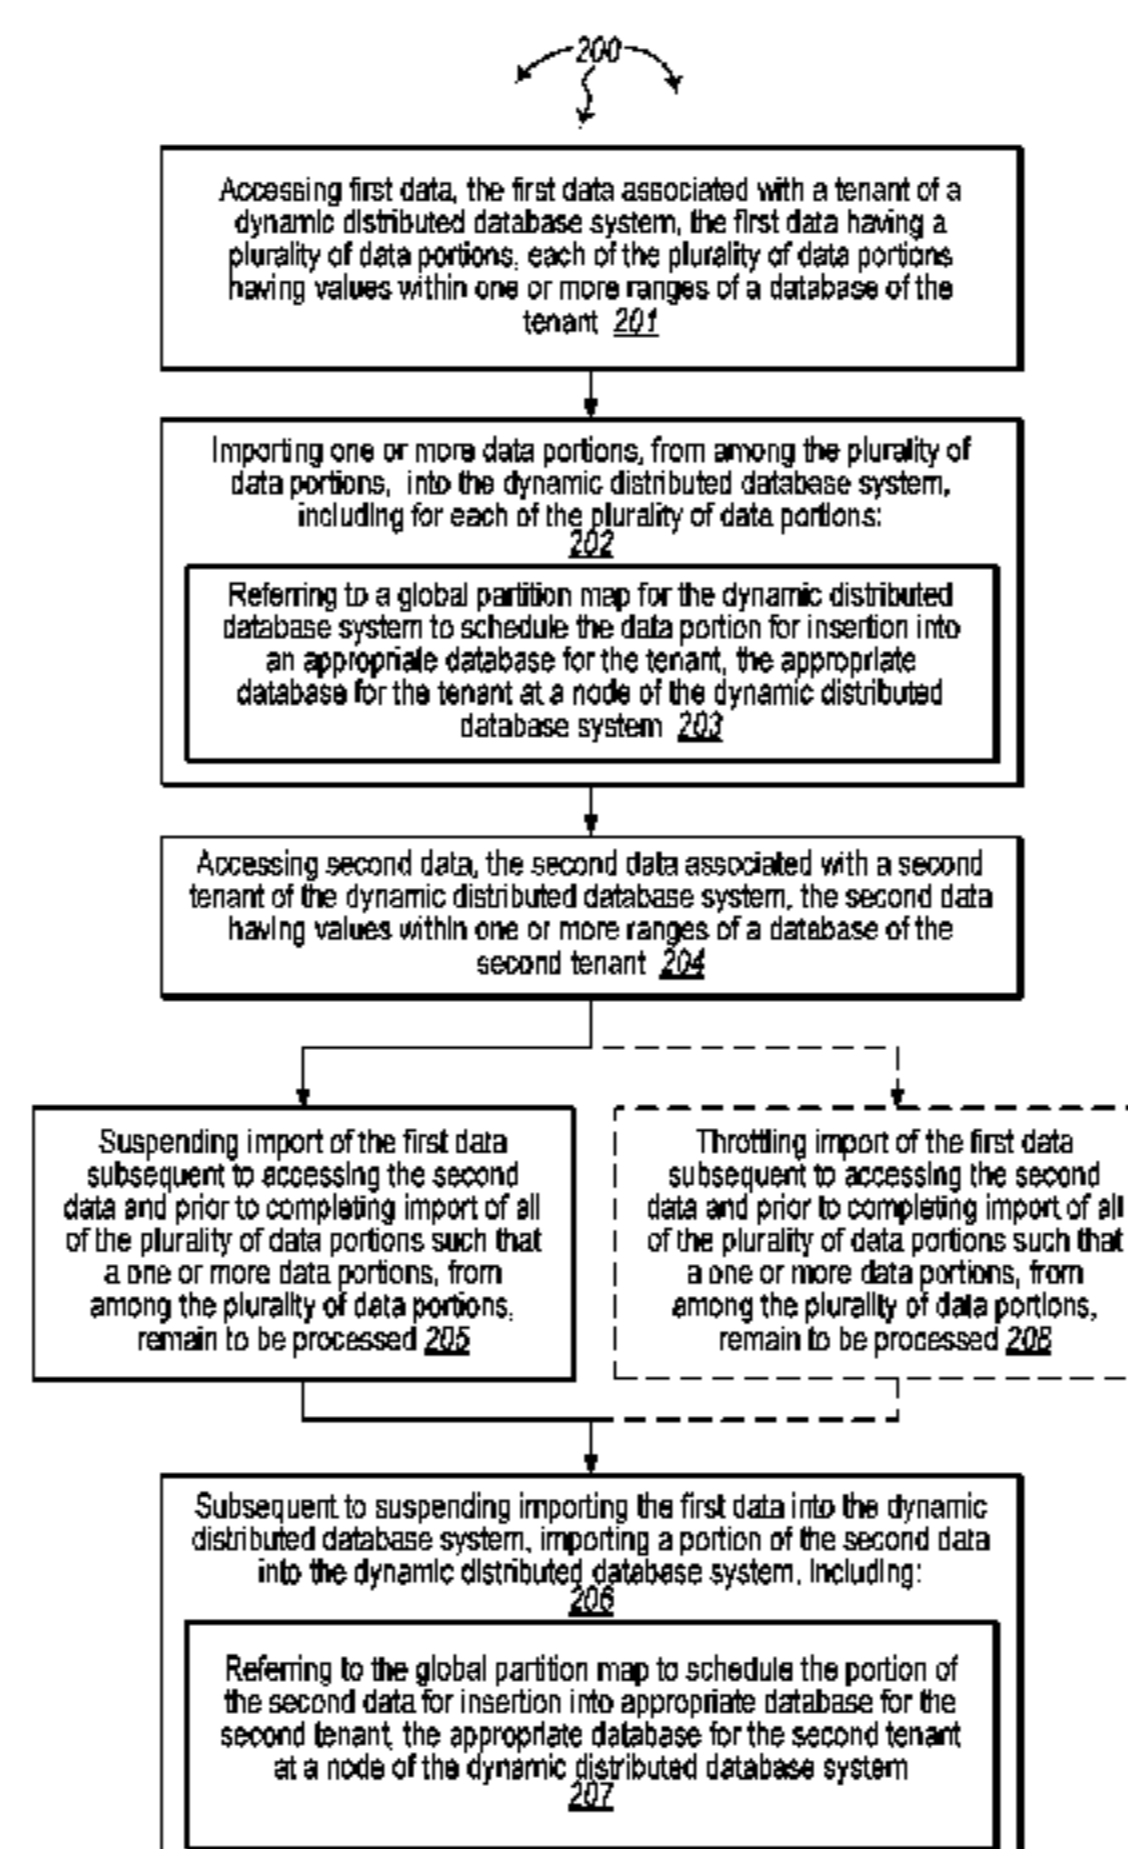 200
Accessing first data, the first data associated with a tenant of a
dynamic distributed database system, the first data having a
plurality of data portions, each of the plurality of data portions
having values within one or more ranges of a database of the
tenant 201
Importing one or more data portions, from among the plurality of
data portions, into the dynamic distributed database system,
including for each of the plurality of data portions:
202
Referring to a global partition map for the dynamic distributed
database system to schedule the data portion for insertion into
an appropriate database for the tenant, the appropriate
database for the tenant at a node of the dynamic distributed
database system 203
Accessing second data, the second data associated with a second
tenant of the dynamic distributed database system, the second data
having values within one or more ranges of a database of the
second tenant 204
Suspending import of the first data
subsequent to accessing the second
data and prior to completing import of all
of the plurality of data portions such that
a one or more data portions, from
among the plurality of data portions,
remain to be processed 205
Throttling import of the first data
subsequent to accessing the second
data and prior to completing import of all
of the plurality of data portions such that
a one or more data portions, from
among the plurality of data portions,
remain to be processed 208
Subsequent to suspending importing the first data into the dynamic
distributed database system, importing a portion of the second data
into the dynamic distributed database system, including:
206
Referring to the global partition map to schedule the portion of
the second data for insertion into appropriate database for the
second tenant, the appropriate database for the second tenant
at a node of the dynamic distributed database system
207